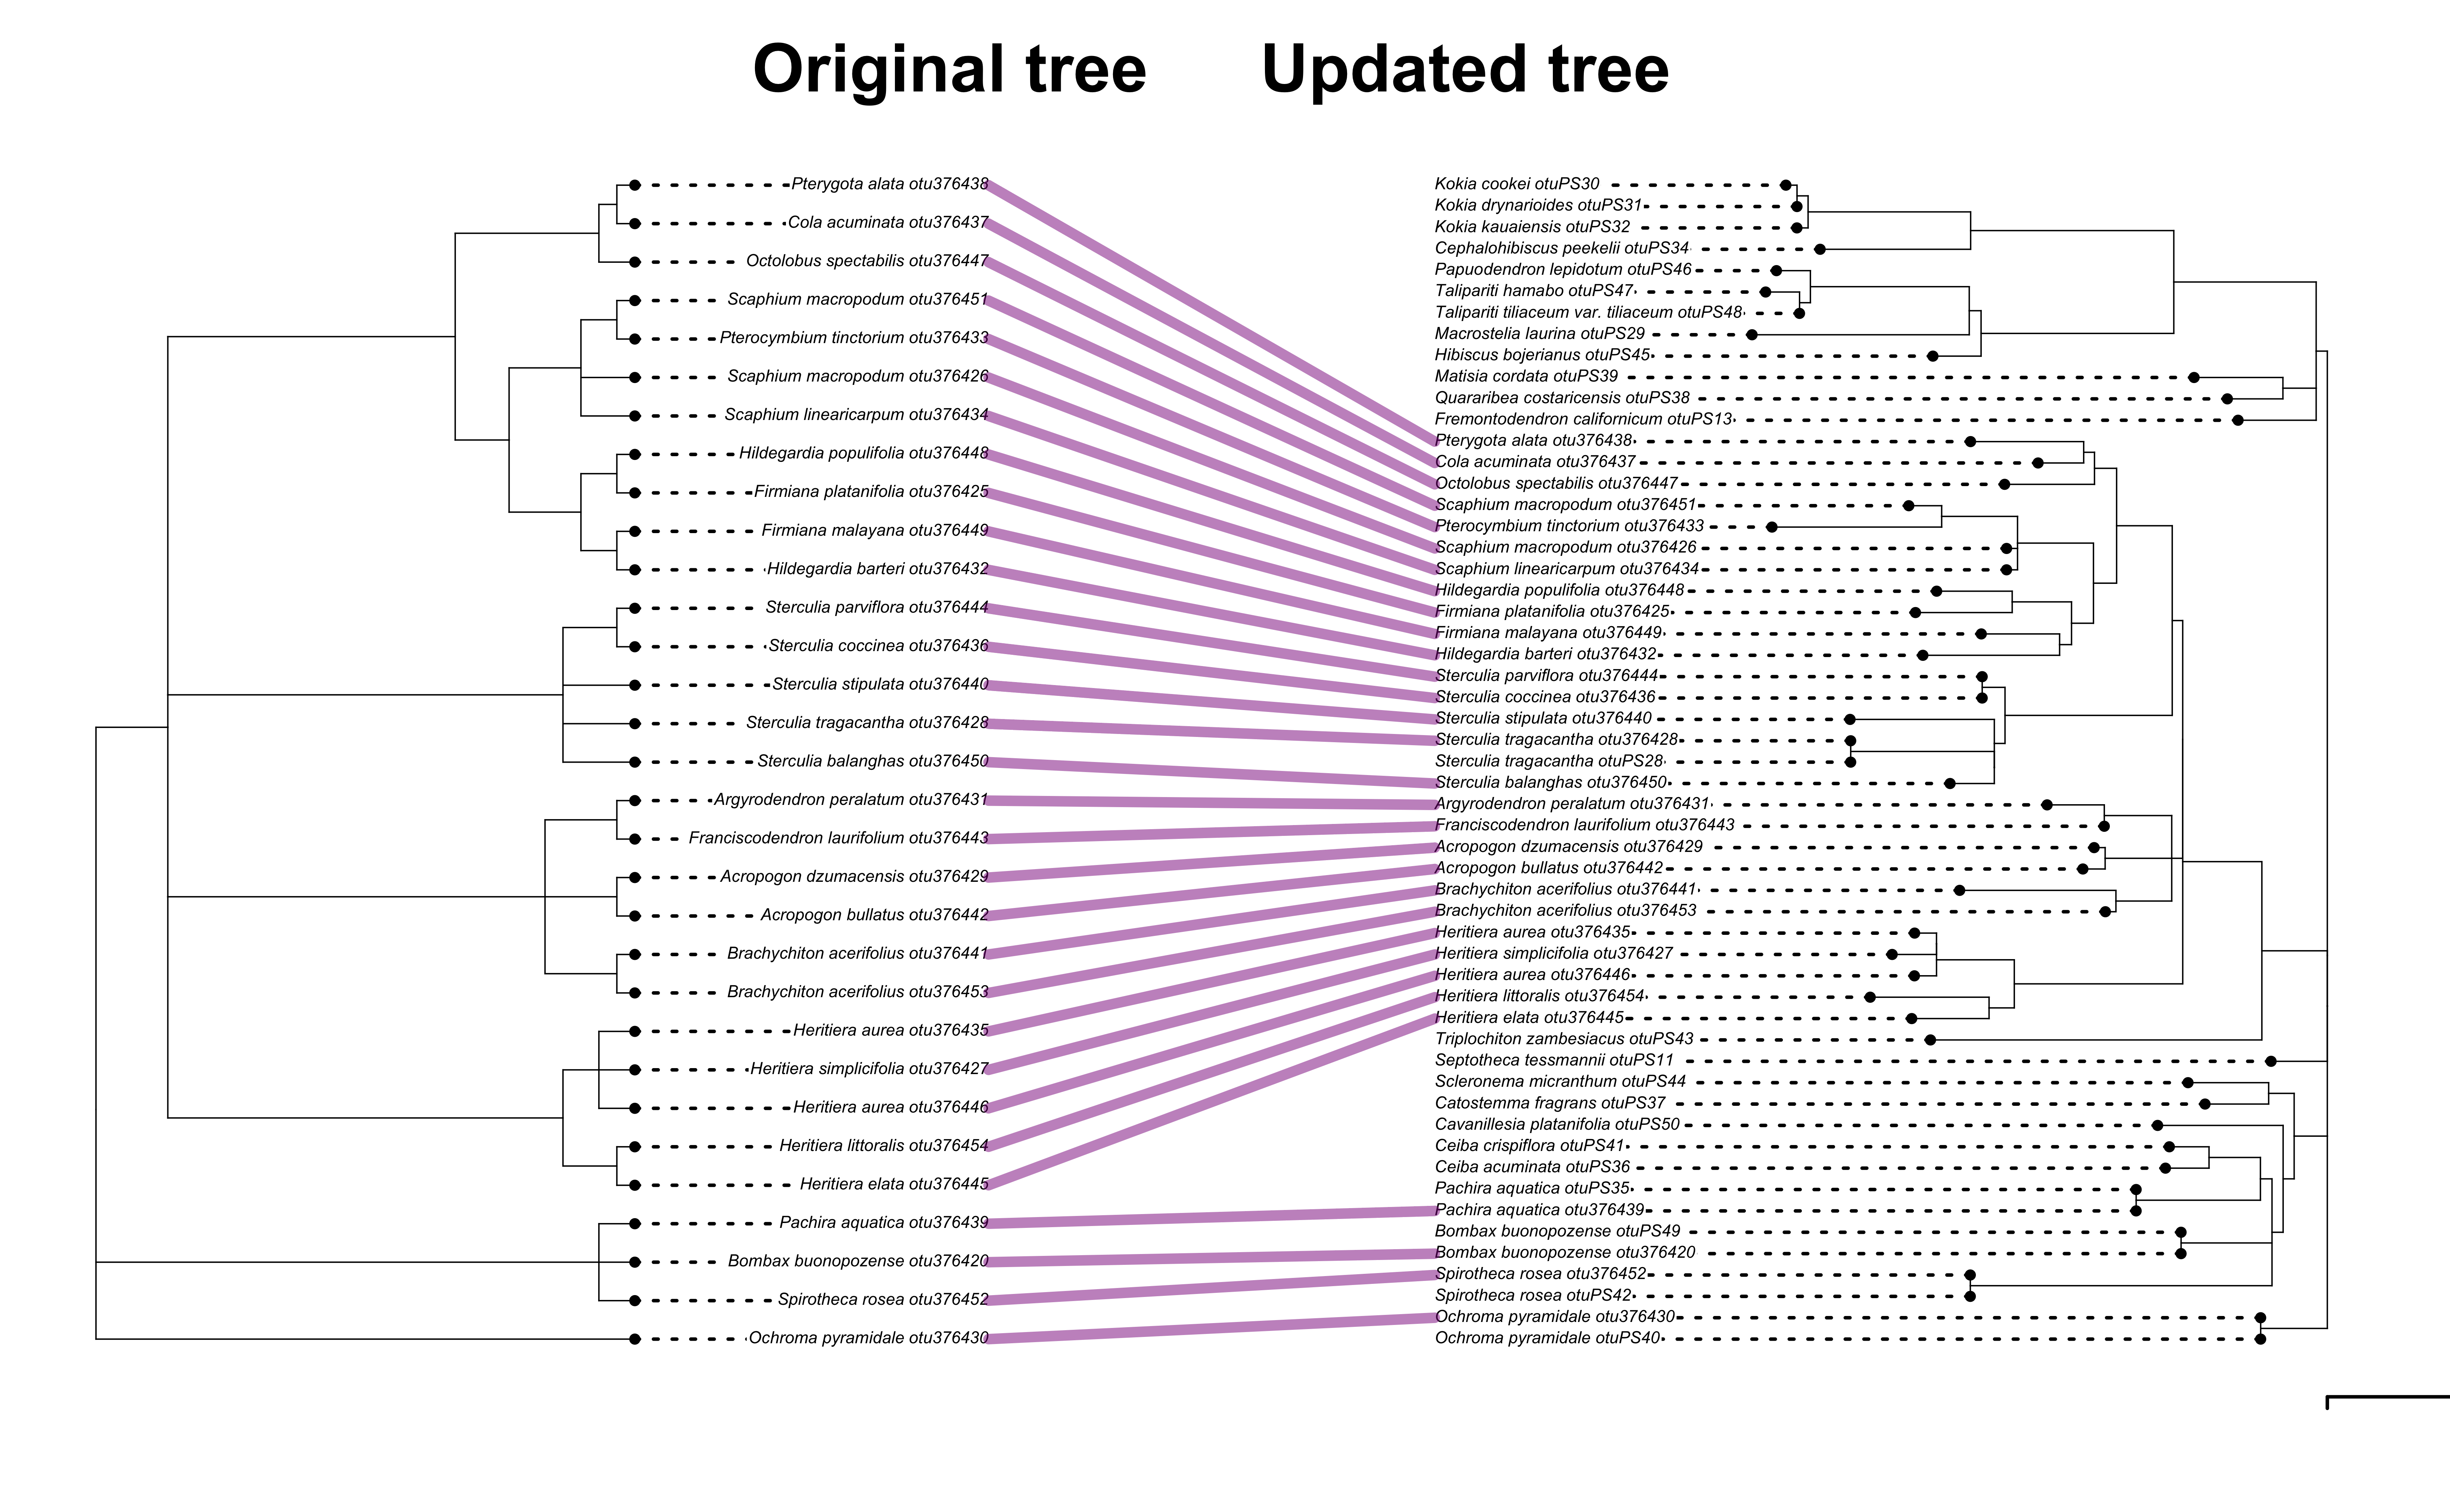 Original tree
Updated tree
Pterygota alata otu376438
Cola acuminata otu376437
Octolobus spectabilis otu376447
Scaphium macropodum otu376451
Pterocymbium tinctorium otu376433
Scaphium macropodum otu376426
Scaphium linearicarpum otu376434
Hildegardia populifolia otu376448
Firmiana platanifolia otu376425
Firmiana malayana otu376449
Hildegardia barteri otu376432
Sterculia parviflora otu376444
Sterculia coccinea otu376436
Sterculia stipulata otu376440
Sterculia tragacantha otu376428
Sterculia balanghas otu376450
Argyrodendron peralatum otu376431
Franciscodendron laurifolium otu376443
Acropogon dzumacensis otu376429
Acropogon bullatus otu376442
Brachychiton acerifolius otu376441
Brachychiton acerifolius otu376453
Heritiera aurea otu376435
Heritiera simplicifolia otu376427
Heritiera aurea otu376446
Heritiera littoralis otu376454
Heritiera elata otu376445
Pachira aquatica otu376439
Bombax buonopozense otu376420
Spirotheca rosea otu376452
Ochroma pyramidale otu376430
Kokia cookei otuPS30
Kokia drynarioides otuPS31
Kokia kauaiensis otuPS32
Cephalohibiscus peekelii otuPS34
Papuodendron lepidotum otuPS46
Talipariti hamabo otuPS47
Talipariti tiliaceum var. tiliaceum otuPS48
Macrostelia laurina otuPS29
Hibiscus bojerianus otuPS45
Matisia cordata otuPS39
Quararibea costaricensis otuPS38
Fremontodendron californicum otuPS13
Pterygota alata otu376438
Cola acuminata otu376437
Octolobus spectabilis otu376447
Scaphium macropodum otu376451
Pterocymbium tinctorium otu376433
Scaphium macropodum otu376426
Scaphium linearicarpum otu376434
Hildegardia populifolia otu376448
Firmiana platanifolia otu376425
Firmiana malayana otu376449
Hildegardia barteri otu376432
Sterculia parviflora otu376444
Sterculia coccinea otu376436
Sterculia stipulata otu376440
Sterculia tragacantha otu376428
Sterculia tragacantha otuPS28
Sterculia balanghas otu376450
Argyrodendron peralatum otu376431
Franciscodendron laurifolium otu376443
Acropogon dzumacensis otu376429
Acropogon bullatus otu376442
Brachychiton acerifolius otu376441
Brachychiton acerifolius otu376453
Heritiera aurea otu376435
Heritiera simplicifolia otu376427
Heritiera aurea otu376446
Heritiera littoralis otu376454
Heritiera elata otu376445
Triplochiton zambesiacus otuPS43
Septotheca tessmannii otuPS11
Scleronema micranthum otuPS44
Catostemma fragrans otuPS37
Cavanillesia platanifolia otuPS50
Ceiba crispiflora otuPS41
Ceiba acuminata otuPS36
Pachira aquatica otuPS35
Pachira aquatica otu376439
Bombax buonopozense otuPS49
Bombax buonopozense otu376420
Spirotheca rosea otu376452
Spirotheca rosea otuPS42
Ochroma pyramidale otu376430
Ochroma pyramidale otuPS40